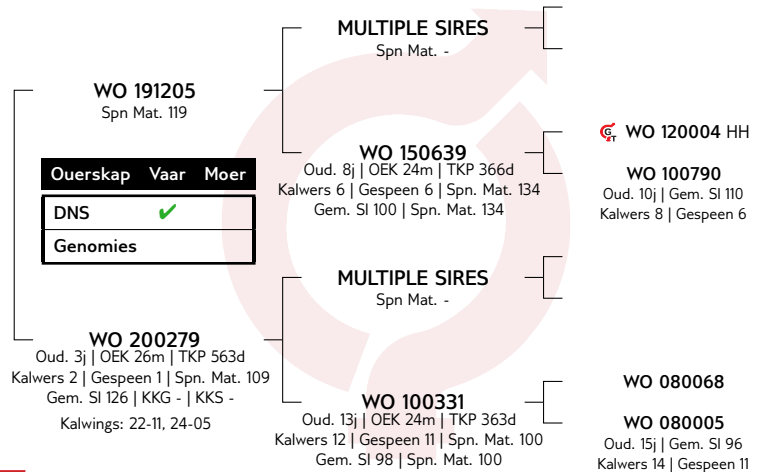 MULTIPLE SIRES
Spn Mat. -
WO 191205
Spn Mat. 119
WO 150639
Oud. 8j | OEK 24m | TKP 366d
Kalwers 6 | Gespeen 6 | Spn. Mat. 134
Gem. SI 100 | Spn. Mat. 134
GT WO 120004 HH
WO 100790
Oud. 10j | Gem. SI 110
Kalwers 8 | Gespeen 6
Ouerskap Vaar Moer
DNS ✔
Genomies
MULTIPLE SIRES
Spn Mat. -
WO 200279
Oud. 3j | OEK 26m | TKP 563d
Kalwers 2 | Gespeen 1 | Spn. Mat. 109
Gem. SI 126 | KKG - | KKS -
Kalwings: 22-11, 24-05
WO 100331
Oud. 13j | OEK 24m | TKP 363d
Kalwers 12 | Gespeen 11 | Spn. Mat. 100
Gem. SI 98 | Spn. Mat. 100
WO 080068
WO 080005
Oud. 15j | Gem. SI 96
Kalwers 14 | Gespeen 11